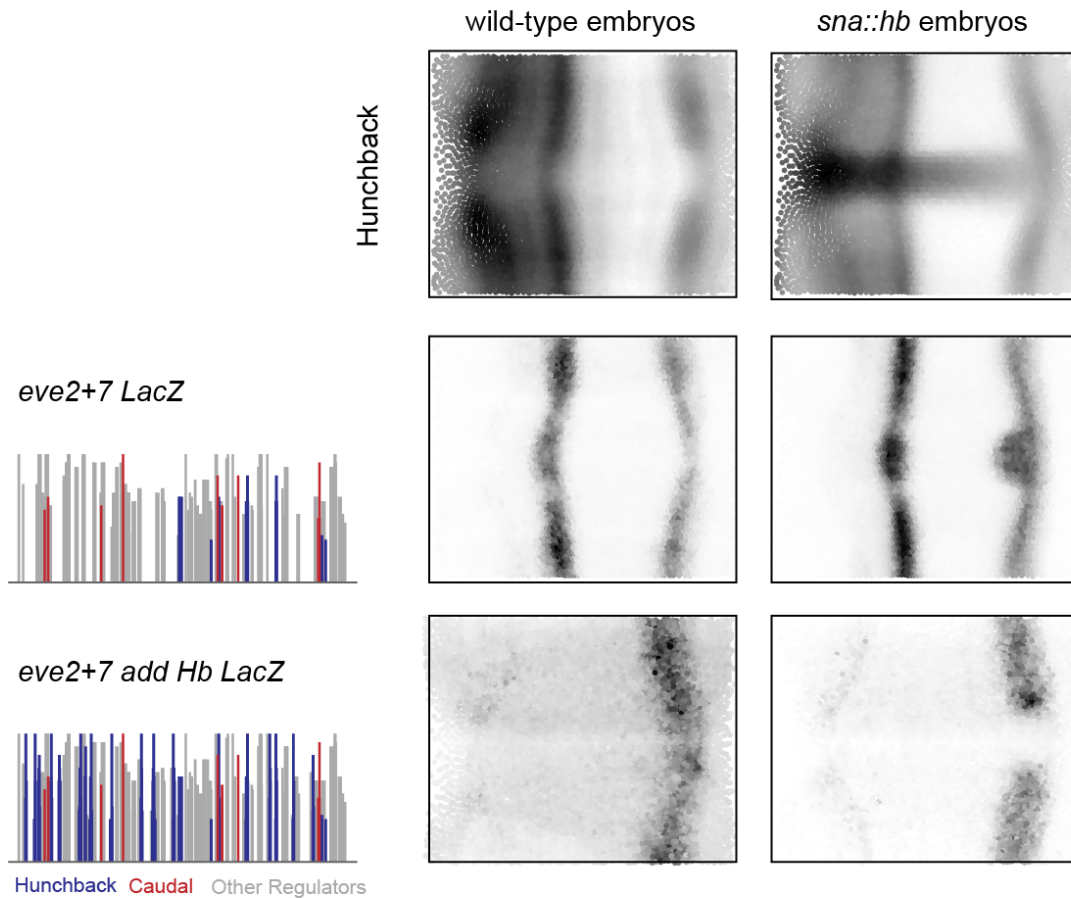 wild-type embryos
sna::hb embryos
Hunchback
eve2+7 LacZ
eve2+7 add Hb LacZ
Hunchback Caudal Other Regulators